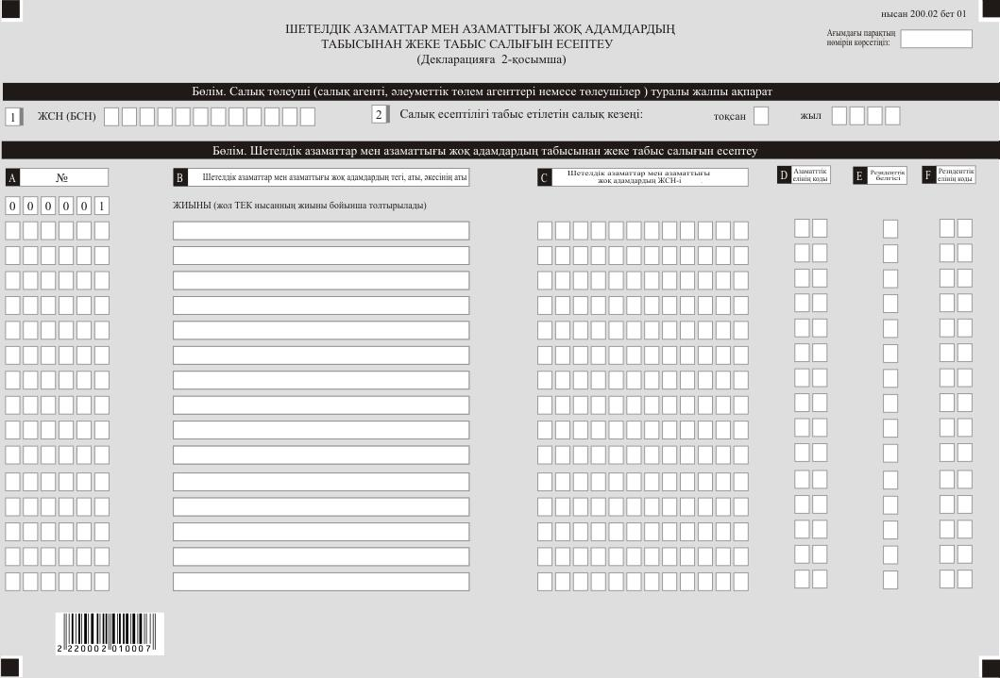 нысан 200.02 бет 01
ШЕТЕЛДІК АЗАМАТТАР МЕН АЗАМАТТЫҒЫ ЖОҚ АДАМДАРДЫҢ
ТАБЫСЫНАН ЖЕКЕ ТАБЫС САЛЫҒЫН ЕСЕПТЕУ
(Декларацияға 2-қосымша)
Ағымдағы парақтың
нөмірін көрсетіңіз:
Бөлім. Салық төлеуші (салық агенті, әлеуметтік төлем агенттері немесе төлеушілер ) туралы жалпы ақпарат
1 ЖСН (БСН) 2 Салық есептілігі табыс етілетін салық кезеңі: тоқсан жыл
Бөлім. Шетелдік азаматтар мен азаматтығы жоқ адамдардың табысынан жеке табыс салығын есептеу
A №
B Шетелдік азаматтар мен азаматтығы жоқ адамдардың тегі, аты, әкесінің аты
C Шетелдік азаматтар мен азаматтығы
жоқ адамдардың ЖСН-і
D Азаматтік
елінің коды
E Резиденттік
белгісі
F Резиденттік
елінің коды
0 0 0 0 0 1 ЖИЫНЫ (жол ТЕК нысанның жиыны бойынша толтырылады)
2 220002 010007